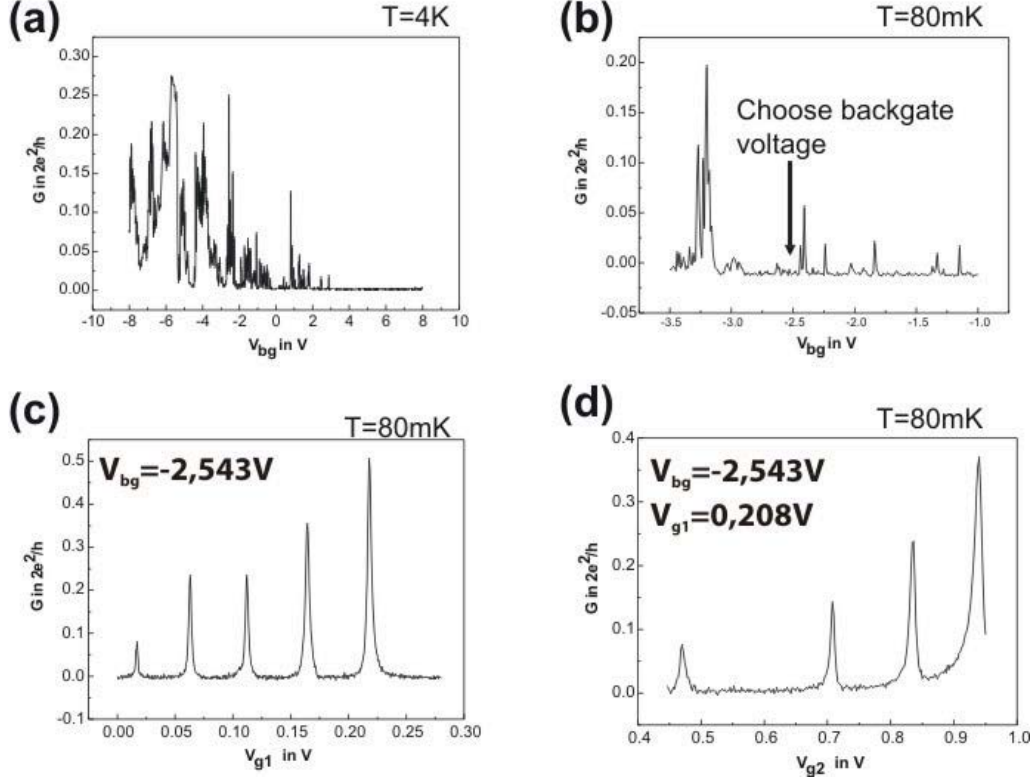 (a)
T=4K
0.30
0.25
0.20
0.15
0.10
0.05
0.00
G in 2e²/h
-10 -8 -6 -4 -2 0 2 4 6 8 10
V_bg in V
(b)
T=80mK
0.20
0.15
0.10
0.05
0.00
-0.05
G in 2e²/h
Choose backgate
voltage
-3.5 -3.0 -2.5 -2.0 -1.5 -1.0
V_bg in V
(c)
T=80mK
V_bg=-2,543V
0.5
0.4
0.3
0.2
0.1
0.0
-0.1
G in 2e²/h
0.00 0.05 0.10 0.15 0.20 0.25 0.30
V_g1 in V
(d)
T=80mK
V_bg=-2,543V
V_g1=0,208V
0.4
0.3
0.2
0.1
0.0
G in 2e²/h
0.4 0.5 0.6 0.7 0.8 0.9 1.0
V_g2 in V